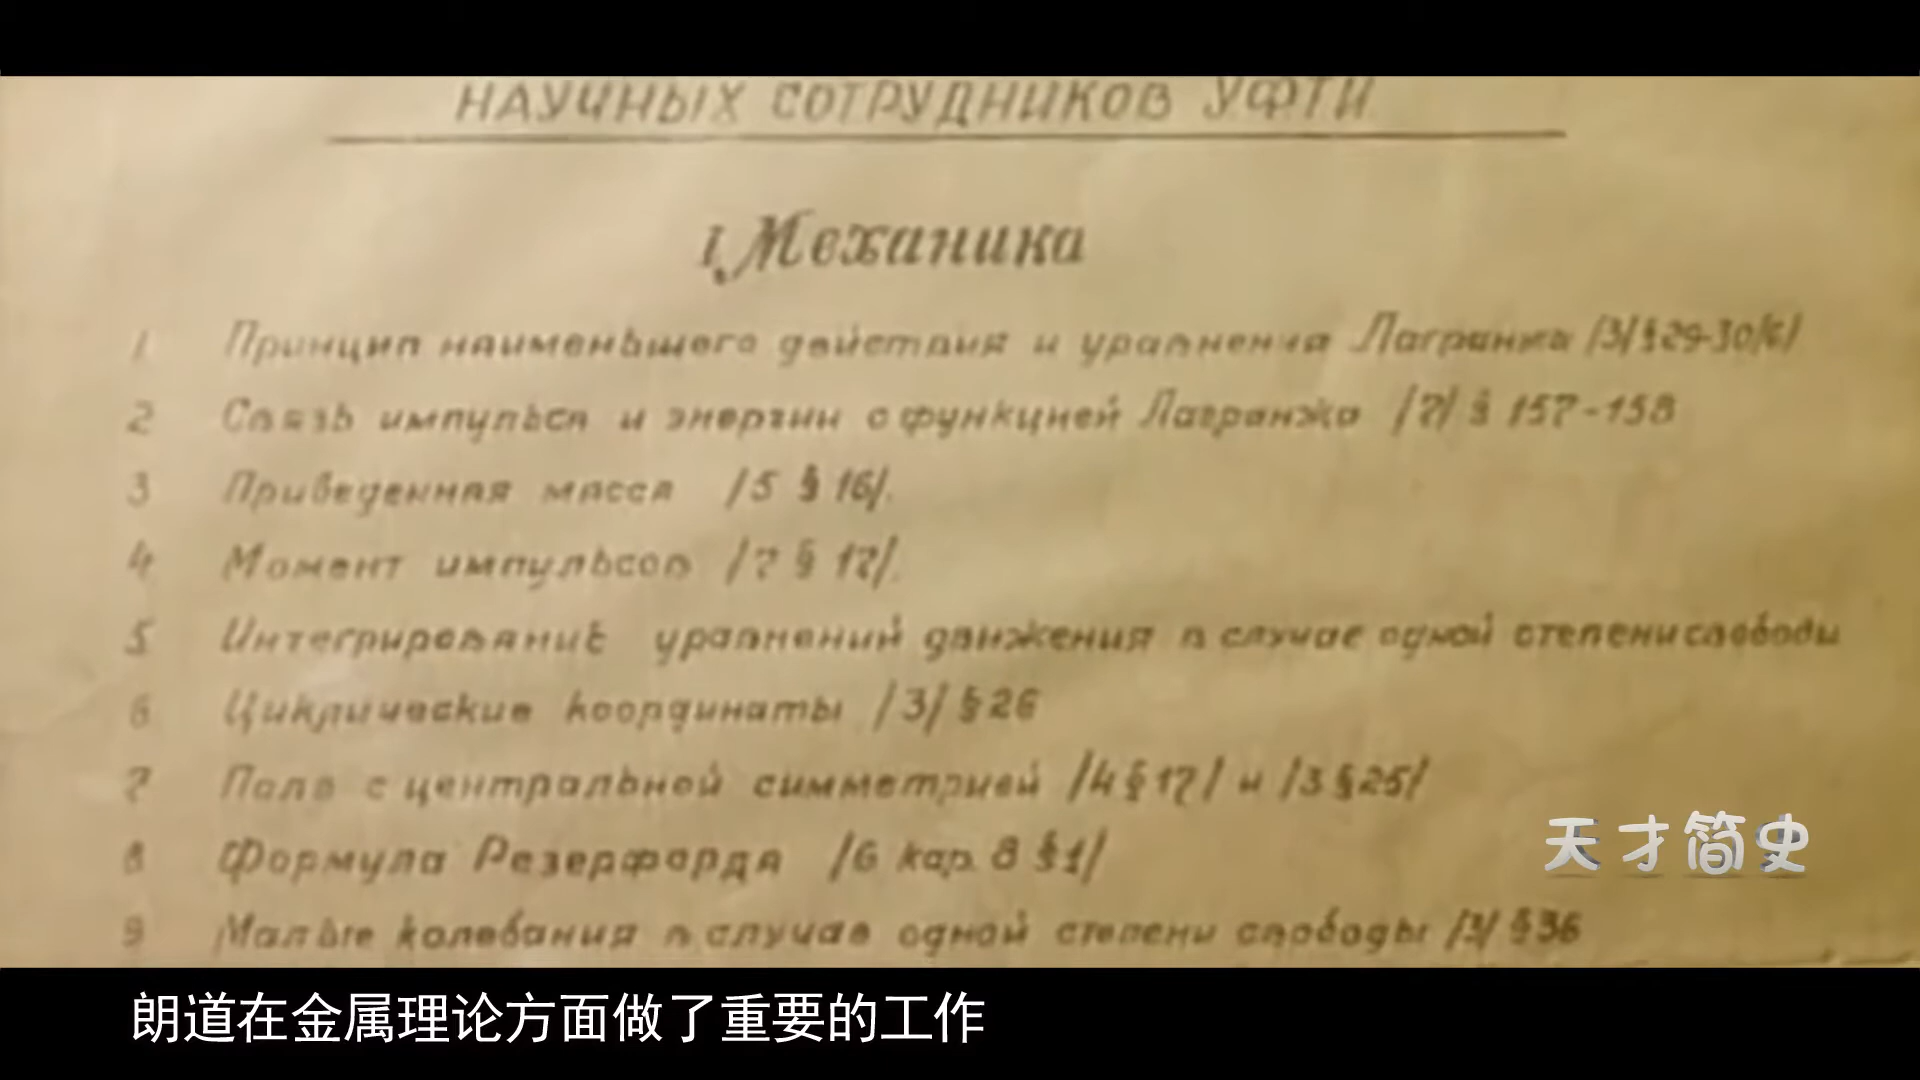 НАУЧНЫХ СОТРУДНИКОВ УФТИ
I. Механика
1 Принцип наименьшего действия и уравнения Лагранжа /3/ § 29-30/6/
2 Связь импульса и энергии с функцией Лагранжа /7/ § 157-158
3 Приведенная масса /5 § 16/.
4 Момент импульсов /7 § 17/.
5 Интегрирование уравнений движения в случае одной степени свободы
6 Циклические координаты /3/ § 26
7 Поле с центральной симметрией /4 § 17/ и /3 § 25/
8 Формула Резерфорда /6 кар. 8 § 1/
天才简史
9 Малые колебания в случае одной степени свободы /3/ § 36
朗道在金属理论方面做了重要的工作